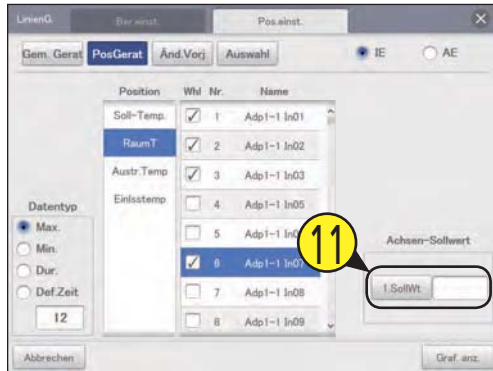 LinienG.
Ber.einst.
Pos.einst.
Gem. Gerat
PosGerat
Änd.Vorj
Auswahl
IE
AE
Position
Whl
Nr.
Name
Soll-Temp.
RaumT
Austr.Temp
Einlsstemp
1
Adp1-1 In01
2
Adp1-1 In02
3
Adp1-1 In03
4
Adp1-1 In05
5
6
Adp1-1 In07
7
Adp1-1 In08
8
Adp1-1 In09
Datentyp
Max.
Min.
Dur.
Def.Zeit
12
11
Achsen-Sollwert
1.SollWt.
Abbrechen
Graf. anz.